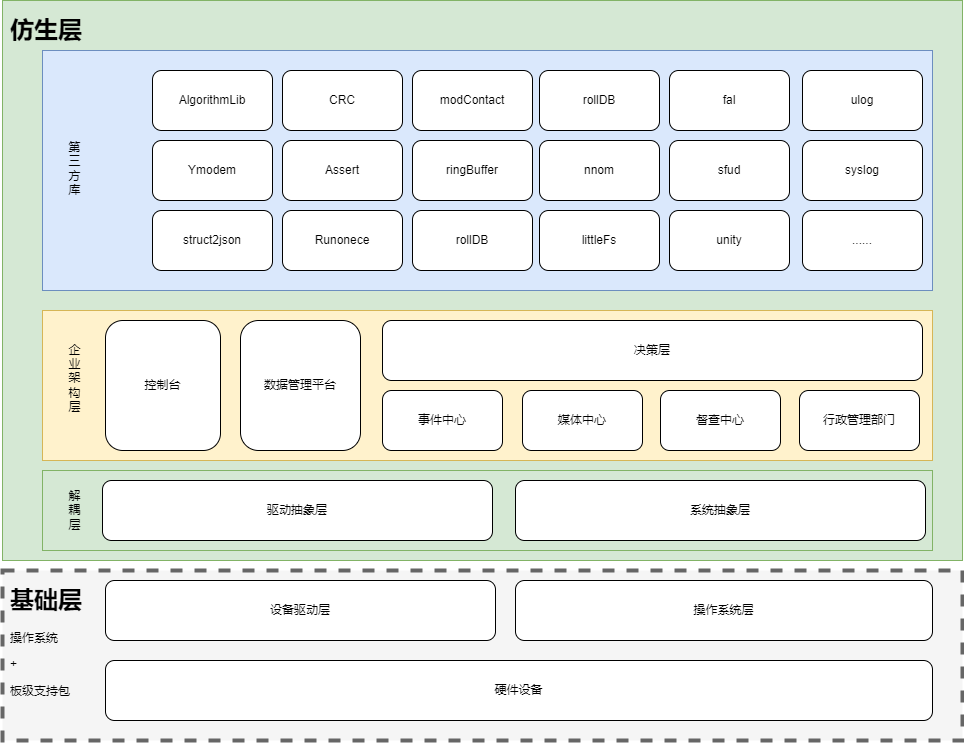 仿生层
第三方库
AlgorithmLib
CRC
modContact
rollDB
fal
ulog
Ymodem
Assert
ringBuffer
nnom
sfud
syslog
struct2json
Runonece
rollDB
littleFs
unity
......
企业架构层
控制台
数据管理平台
决策层
事件中心
媒体中心
督查中心
行政管理部门
解耦层
驱动抽象层
系统抽象层
基础层
操作系统
+
板级支持包
设备驱动层
操作系统层
硬件设备